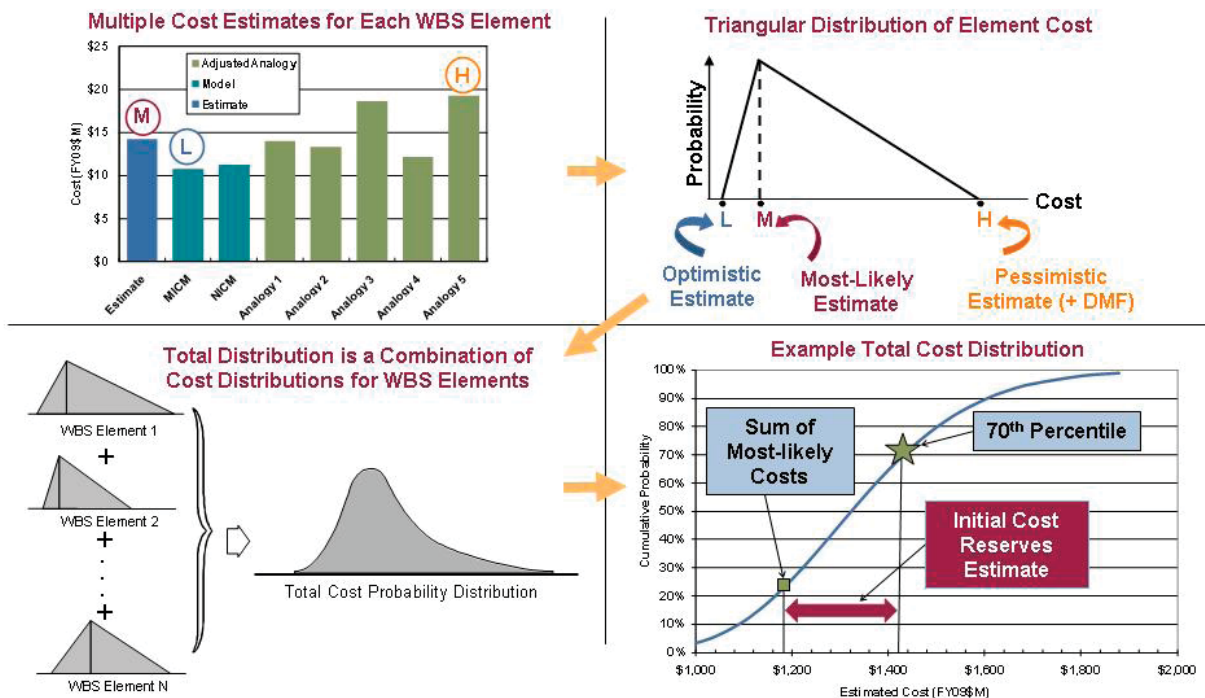 Multiple Cost Estimates for Each WBS Element
$25
$20
$15
$10
$5
$0
Cost (FY09$M)
Adjusted Analogy
Model
Estimate
M
L
H
Estimate
MICM
NICM
Analogy 1
Analogy 2
Analogy 3
Analogy 4
Analogy 5
Triangular Distribution of Element Cost
Probability
Cost
L
M
H
Optimistic
Estimate
Most-Likely
Estimate
Pessimistic
Estimate (+ DMF)
Total Distribution is a Combination of
Cost Distributions for WBS Elements
WBS Element 1
+
WBS Element 2
+
+
WBS Element N
Total Cost Probability Distribution
Example Total Cost Distribution
100%
90%
80%
70%
60%
50%
40%
30%
20%
10%
0%
Cumulative Probability
Sum of
Most-likely
Costs
70th Percentile
Initial Cost
Reserves
Estimate
$1,000
$1,200
$1,400
$1,600
$1,800
$2,000
Estimated Cost (FY09$M)